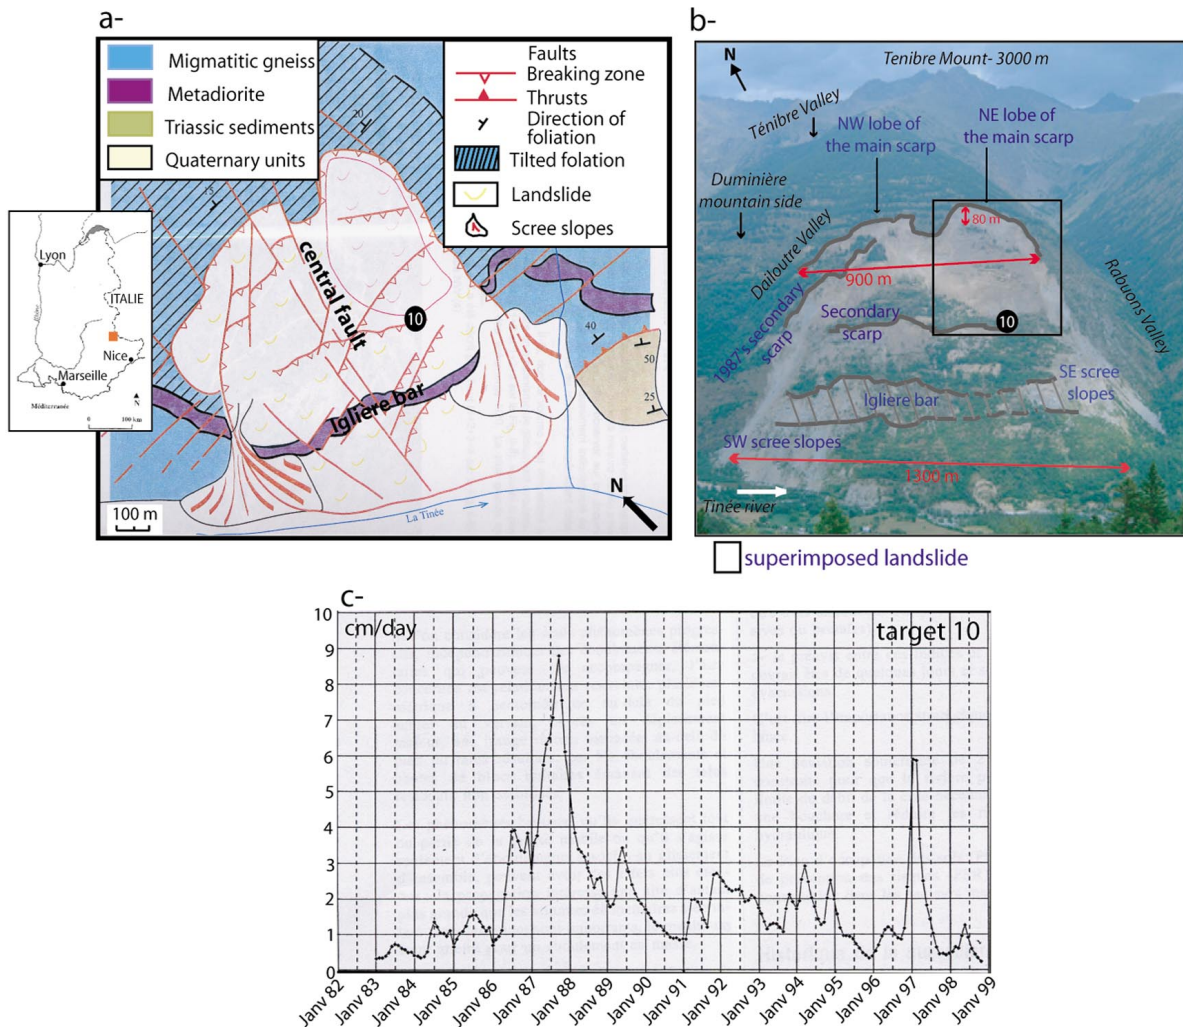 a-
Migmatitic gneiss
Metadiorite
Triassic sediments
Quaternary units
Faults
Breaking zone
Thrusts
Direction
of foliation
Tilted folation
Landslide
Scree slopes
20
15
central fault
10
40
50
25
Igliere bar
100 m
La Tinée
N
Lyon
ITALIE
Nice
Marseille
Méditerranée
N
0 100 km
b-
N
Tenibre Mount- 3000 m
Ténibre Valley
NW lobe of
the main scarp
NE lobe of
the main scarp
Duminière
mountain side
80 m
Dailoutre Valley
900 m
Rabuons Valley
1987's secondary
scarp
Secondary
scarp
10
SE scree
slopes
Igliere bar
SW scree slopes
1300 m
Tinée river
superimposed landslide
c-
cm/day
target 10
10
9
8
7
6
5
4
3
2
1
0
Janv 82
Janv 83
Janv 84
Janv 85
Janv 86
Janv 87
Janv 88
Janv 89
Janv 90
Janv 91
Janv 92
Janv 93
Janv 94
Janv 95
Janv 96
Janv 97
Janv 98
Janv 99